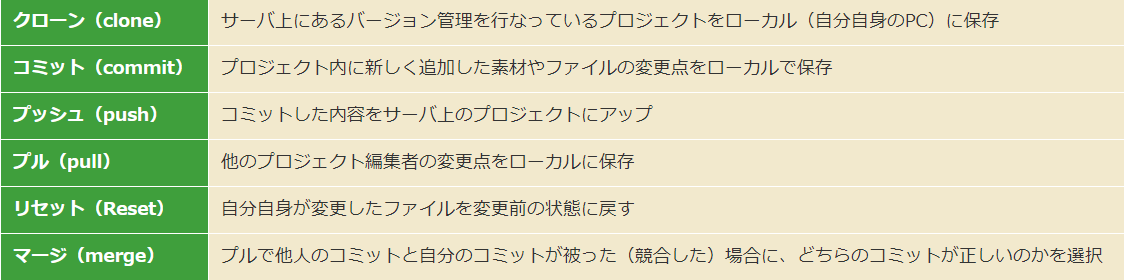 クローン（clone） サーバ上にあるバージョン管理を行なっているプロジェクトをローカル（自分自身のPC）に保存
コミット（commit） プロジェクト内に新しく追加した素材やファイルの変更点をローカルで保存
プッシュ（push） コミットした内容をサーバ上のプロジェクトにアップ
プル（pull） 他のプロジェクト編集者の変更点をローカルに保存
リセット（Reset） 自分自身が変更したファイルを変更前の状態に戻す
マージ（merge） プルで他人のコミットと自分のコミットが被った（競合した）場合に、どちらのコミットが正しいのかを選択